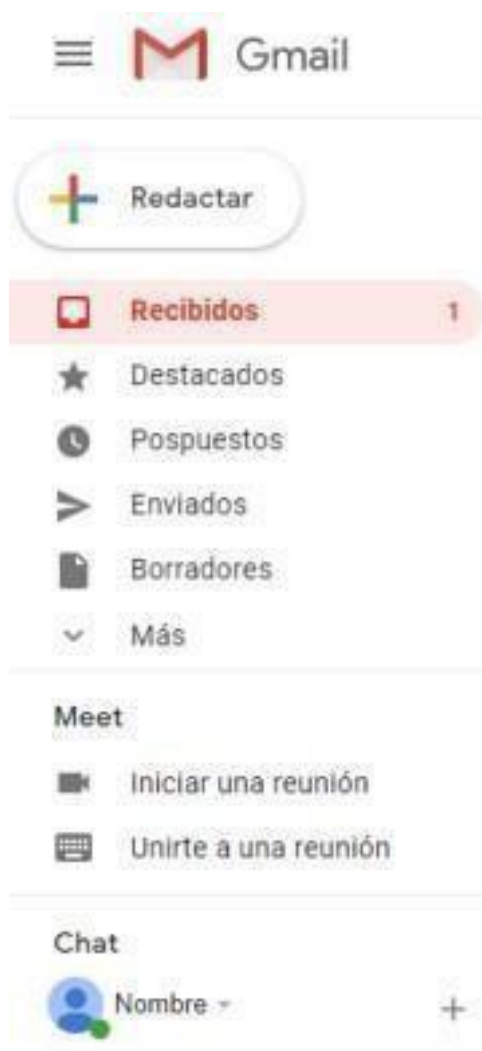 Gmail
Redactar
Recibidos 1
Destacados
Pospuestos
Enviados
Borradores
Más
Meet
Iniciar una reunión
Unirte a una reunión
Chat
Nombre